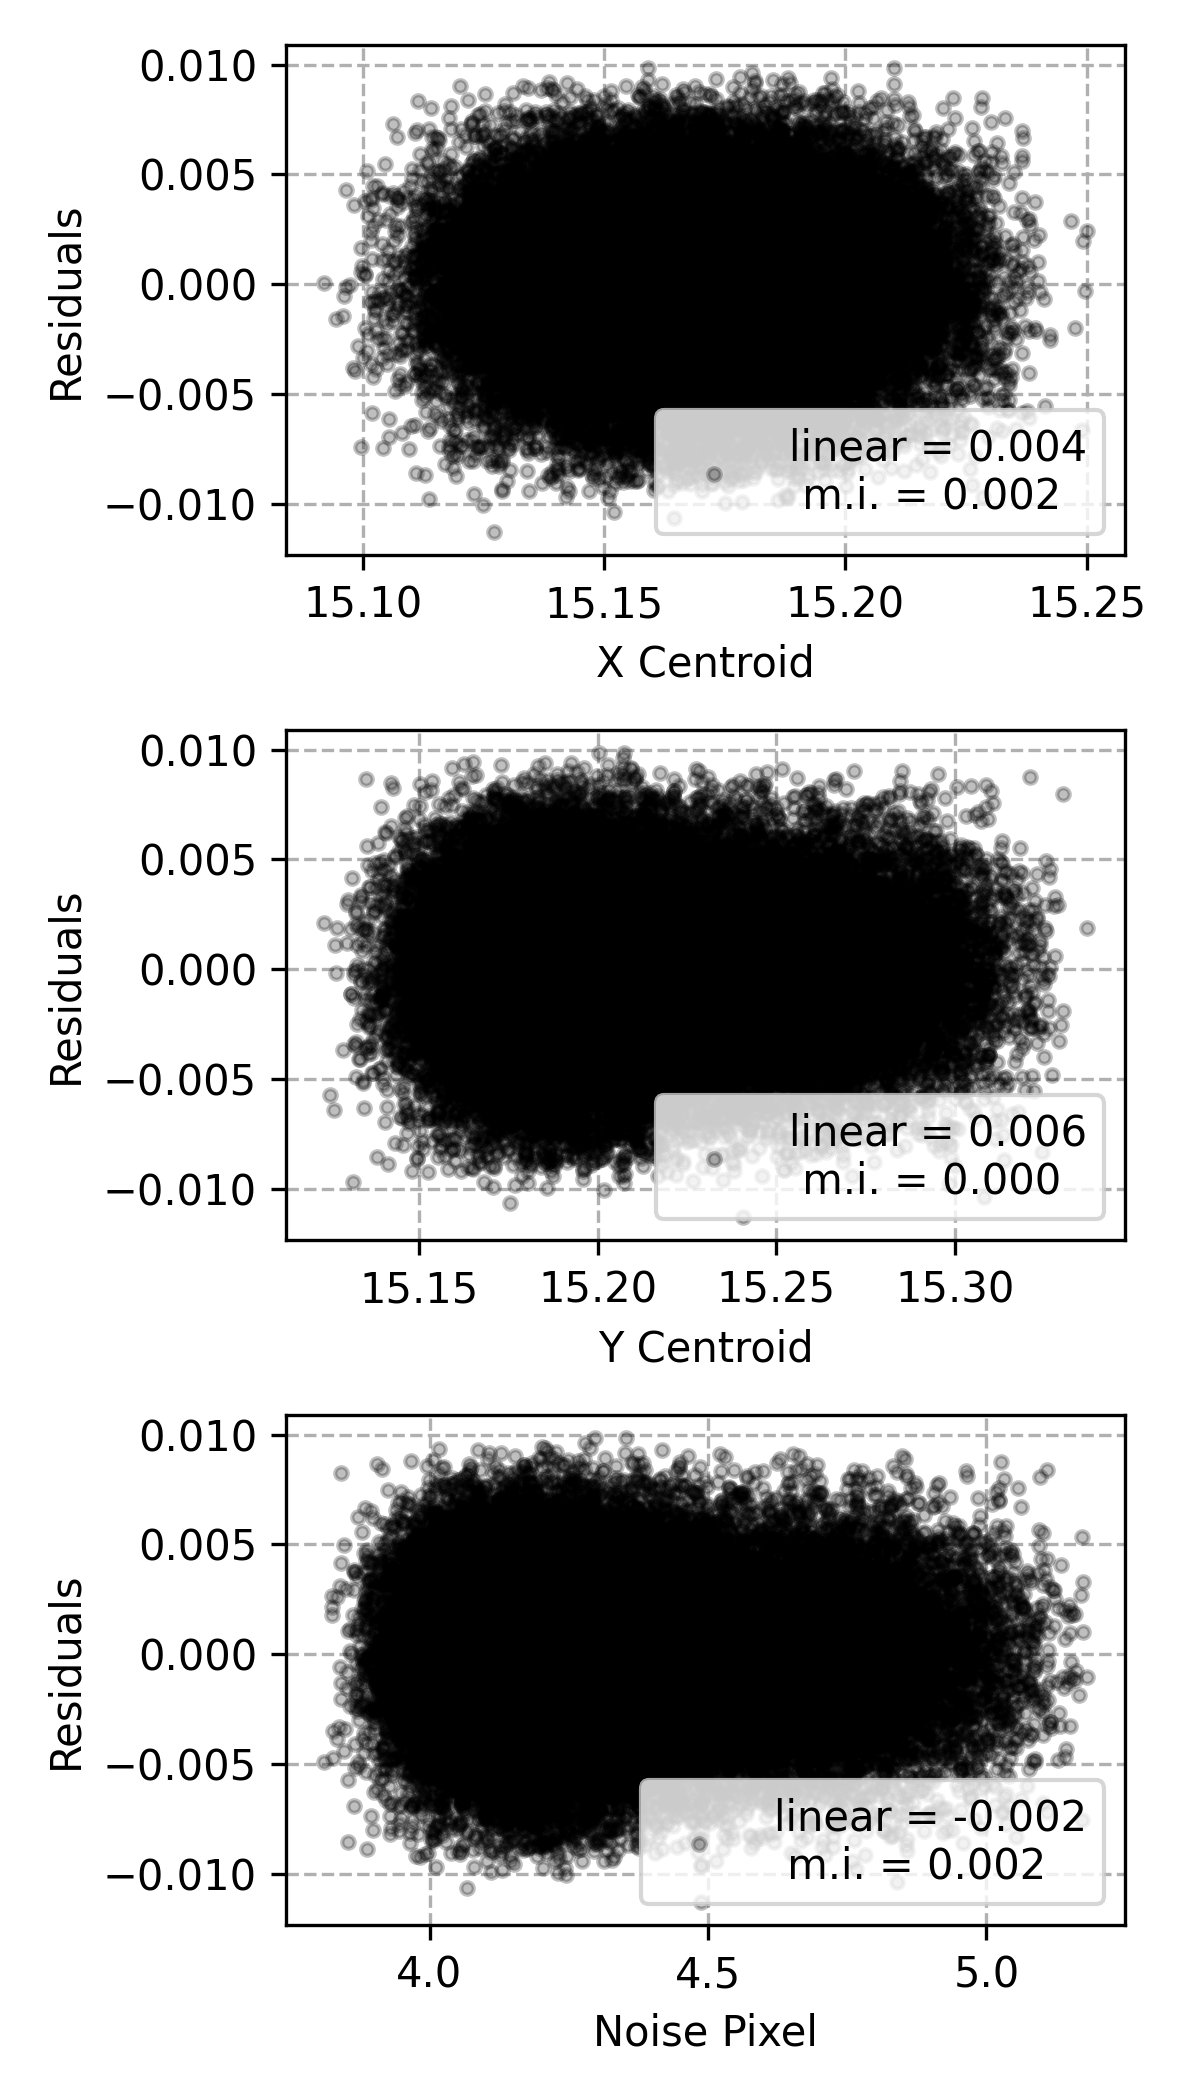 0.010
0.005
0.000
−0.005
−0.010
Residuals
linear = 0.004
m.i. = 0.002
15.10 15.15 15.20 15.25
X Centroid
0.010
0.005
0.000
−0.005
−0.010
Residuals
linear = 0.006
m.i. = 0.000
15.15 15.20 15.25 15.30
Y Centroid
0.010
0.005
0.000
−0.005
−0.010
Residuals
linear = -0.002
m.i. = 0.002
4.0 4.5 5.0
Noise Pixel